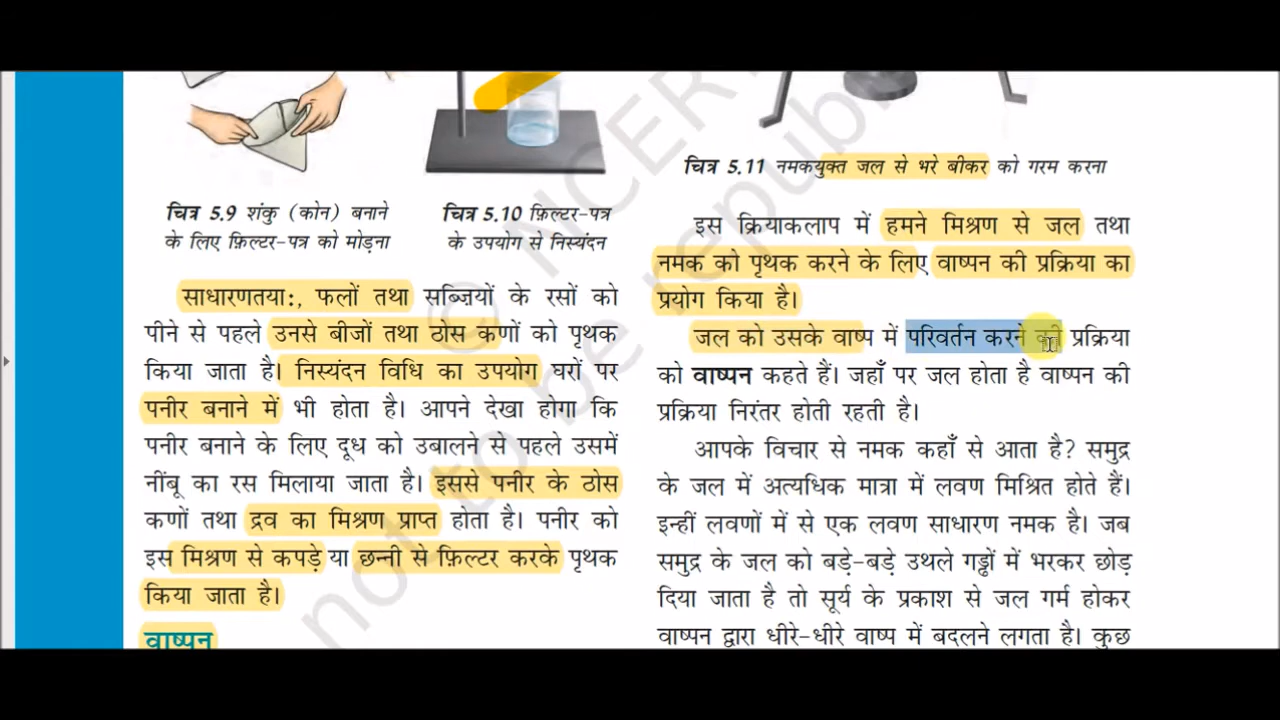 चित्र 5.9 शंकु (कोन) बनाने
के लिए फ़िल्टर-पत्र को मोड़ना
चित्र 5.10 फ़िल्टर-पत्र
के उपयोग से निस्यंदन
साधारणतया:, फलों तथा सब्ज़ियों के रसों को
पीने से पहले उनसे बीजों तथा ठोस कणों को पृथक
किया जाता है। निस्यंदन विधि का उपयोग घरों पर
पनीर बनाने में भी होता है। आपने देखा होगा कि
पनीर बनाने के लिए दूध को उबालने से पहले उसमें
नींबू का रस मिलाया जाता है। इससे पनीर के ठोस
कणों तथा द्रव का मिश्रण प्राप्त होता है। पनीर को
इस मिश्रण से कपड़े या छन्नी से फ़िल्टर करके पृथक
किया जाता है।
वाष्पन
चित्र 5.11 नमकयुक्त जल से भरे बीकर को गरम करना
इस क्रियाकलाप में हमने मिश्रण से जल तथा
नमक को पृथक करने के लिए वाष्पन की प्रक्रिया का
प्रयोग किया है।
जल को उसके वाष्प में परिवर्तन करने की प्रक्रिया
को वाष्पन कहते हैं। जहाँ पर जल होता है वाष्पन की
प्रक्रिया निरंतर होती रहती है।
आपके विचार से नमक कहाँ से आता है? समुद्र
के जल में अत्यधिक मात्रा में लवण मिश्रित होते हैं।
इन्हीं लवणों में से एक लवण साधारण नमक है। जब
समुद्र के जल को बड़े-बड़े उथले गड्ढों में भरकर छोड़
दिया जाता है तो सूर्य के प्रकाश से जल गर्म होकर
वाष्पन द्वारा धीरे-धीरे वाष्प में बदलने लगता है। कुछ
© NCER
not to be republi